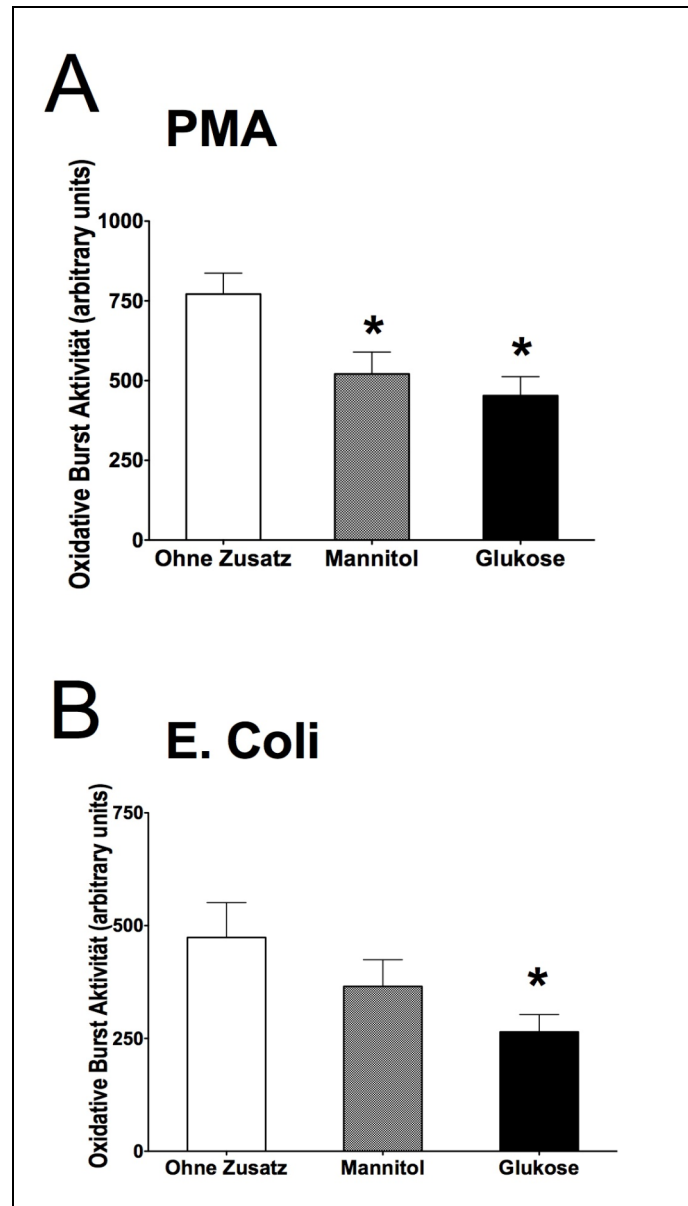 A
PMA
Oxidative Burst Aktivität (arbitrary units)
1000
750
500
250
0
*
*
Ohne Zusatz Mannitol Glukose
B
E. Coli
Oxidative Burst Aktivität (arbitrary units)
750
500
250
0
*
Ohne Zusatz Mannitol Glukose